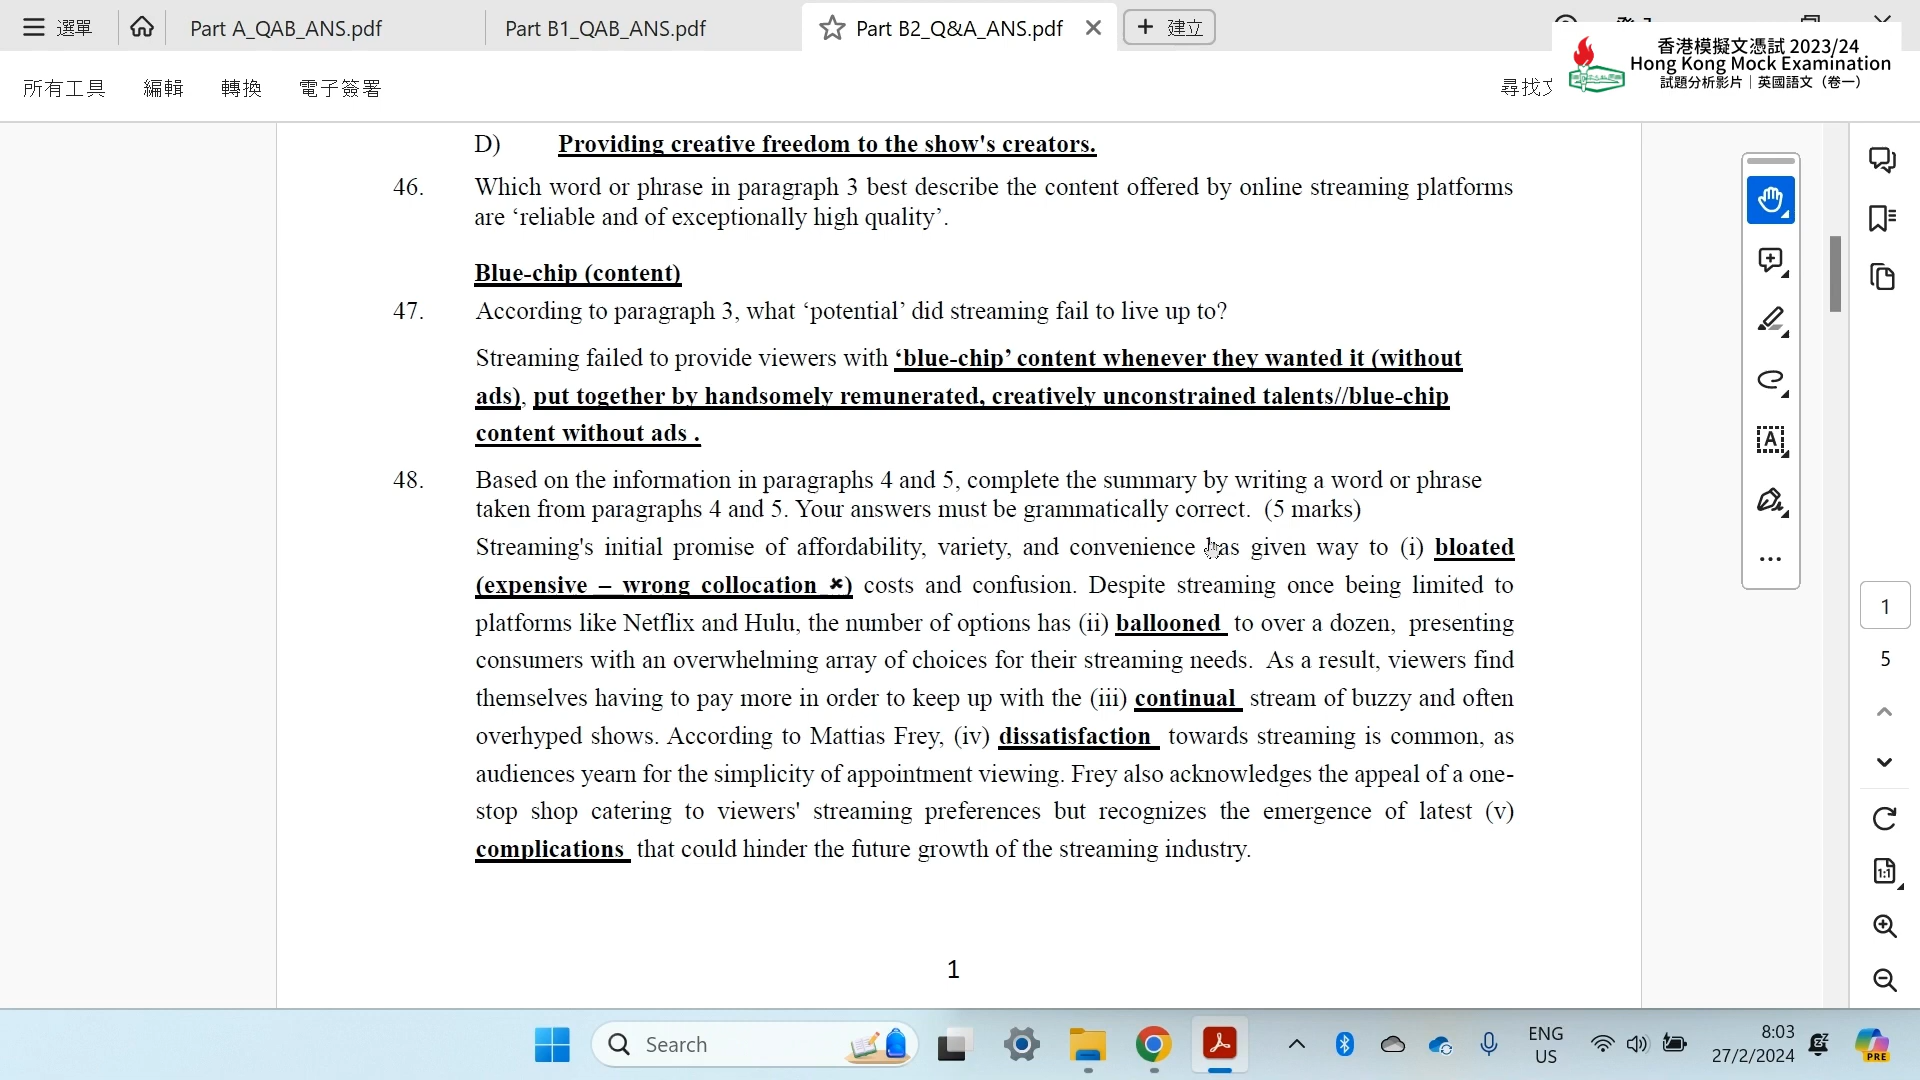 選單
Part A_QAB_ANS.pdf
Part B1_QAB_ANS.pdf
Part B2_Q&A_ANS.pdf
建立
香港模擬文憑試 2023/24
Hong Kong Mock Examination
試題分析影片｜英國語文（卷一）
所有工具
編輯
轉換
電子簽署
尋找文
D) Providing creative freedom to the show's creators.
46. Which word or phrase in paragraph 3 best describe the content offered by online streaming platforms
are ‘reliable and of exceptionally high quality’.
Blue-chip (content)
47. According to paragraph 3, what ‘potential’ did streaming fail to live up to?
Streaming failed to provide viewers with ‘blue-chip’ content whenever they wanted it (without
ads), put together by handsomely remunerated, creatively unconstrained talents//blue-chip
content without ads .
48. Based on the information in paragraphs 4 and 5, complete the summary by writing a word or phrase
taken from paragraphs 4 and 5. Your answers must be grammatically correct. (5 marks)
Streaming's initial promise of affordability, variety, and convenience has given way to (i) bloated
(expensive – wrong collocation ✖) costs and confusion. Despite streaming once being limited to
platforms like Netflix and Hulu, the number of options has (ii) ballooned to over a dozen, presenting
consumers with an overwhelming array of choices for their streaming needs. As a result, viewers find
themselves having to pay more in order to keep up with the (iii) continual stream of buzzy and often
overhyped shows. According to Mattias Frey, (iv) dissatisfaction towards streaming is common, as
audiences yearn for the simplicity of appointment viewing. Frey also acknowledges the appeal of a one-
stop shop catering to viewers' streaming preferences but recognizes the emergence of latest (v)
complications that could hinder the future growth of the streaming industry.
1
1
5
1:1
Search
ENG
US
8:03
27/2/2024
PRE